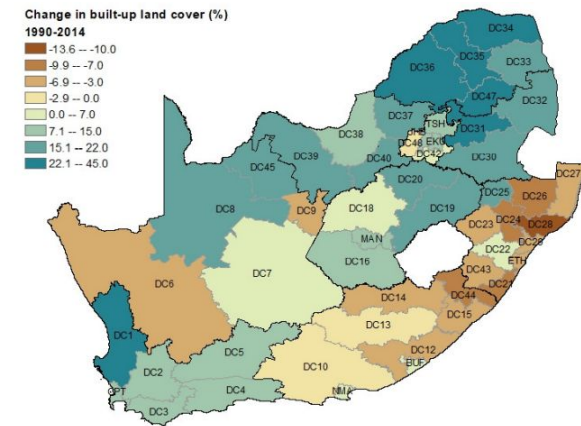 Change in built-up land cover (%)
1990-2014
-13.6 -- -10.0
-9.9 -- -7.0
-6.9 -- -3.0
-2.9 -- 0.0
0.0 -- 7.0
7.1 -- 15.0
15.1 -- 22.0
22.1 -- 45.0
DC34
DC35
DC36
DC33
DC47
DC32
DC37
TSH
DC38
DC31
EKU
DC48
DC42
DC39
DC40
DC30
DC45
DC20
DC27
DC8
DC19
DC25
DC26
DC9
DC18
DC24
DC28
DC23
MAN
DC22
DC29
ETH
DC16
DC7
DC6
DC43
DC21
DC14
DC44
DC15
DC13
DC1
DC5
DC12
DC2
DC10
BUF
DC4
CPT
NMA
DC3